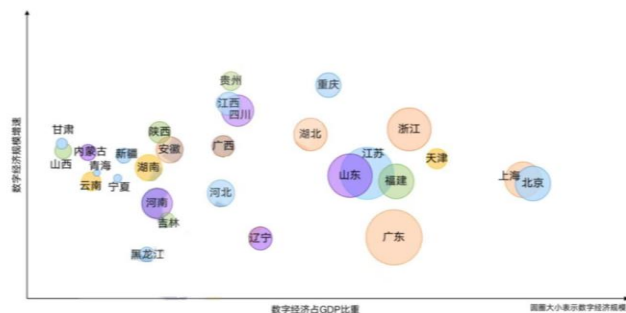 数字经济规模增速
贵州
重庆
江西
四川
甘肃
陕西
湖北
浙江
内蒙古
新疆
安徽
广西
江苏
天津
山西
青海
湖南
山东
福建
上海
北京
云南
宁夏
河北
河南
吉林
辽宁
广东
黑龙江
数字经济占GDP比重
圆圈大小表示数字经济规模